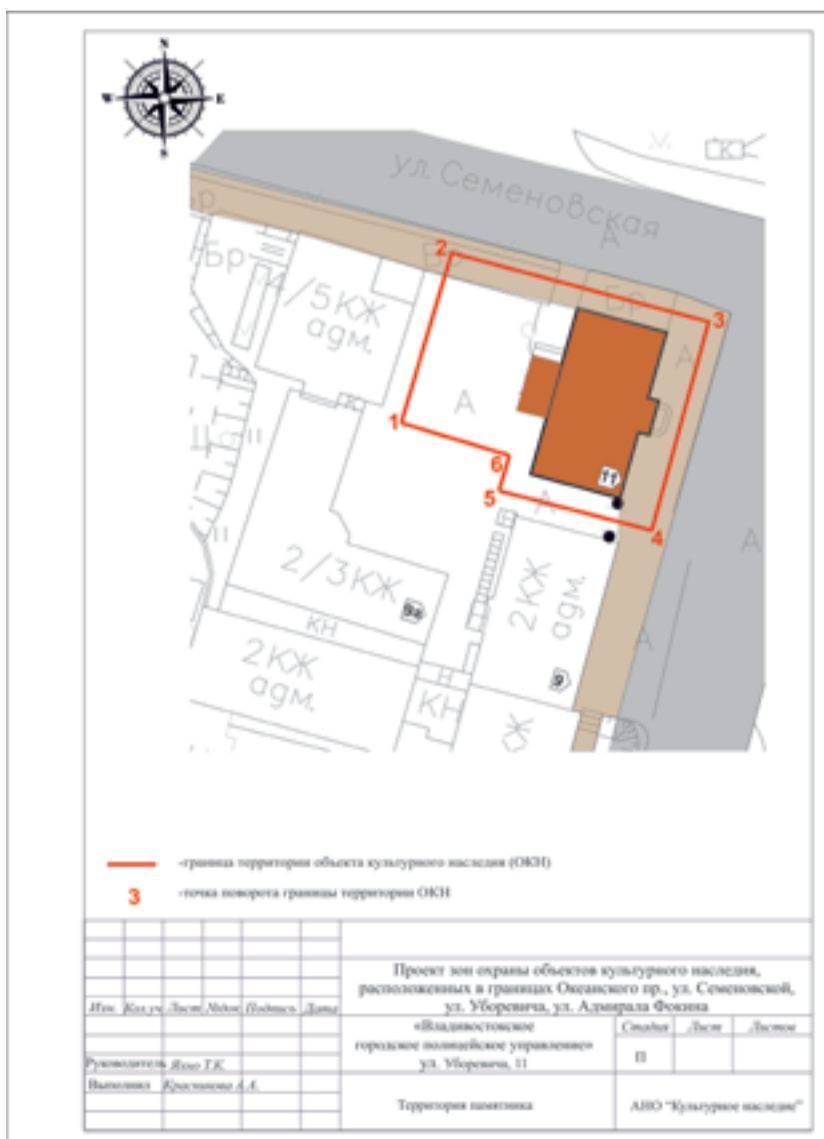 N
W E
S
ул. Семеновская
А
М
К
Бр
2
Бр
3
4/5КЖ
адм.
А
А
1
6
11
5
А
4
А
2/3КЖ
9а
2КЖ
адм.
КН
2КЖ
адм.
Н
КН
9
А
-граница территории объекта культурного наследия (ОКН)
3 -точка поворота границы территории ОКН
Проект зон охраны объектов культурного наследия,
расположенных в границах Океанского пр., ул. Семеновской,
ул. Уборевича, ул. Адмирала Фокина
Изм. Кол.уч Лист №док Подпись Дата
«Владивостокское
городское полицейское управление»
ул. Уборевича, 11
Стадия Лист Листов
П
Руководитель Яхно Т.К.
Выполнил Красникова А.А.
Территория памятника
АНО "Культурное наследие"